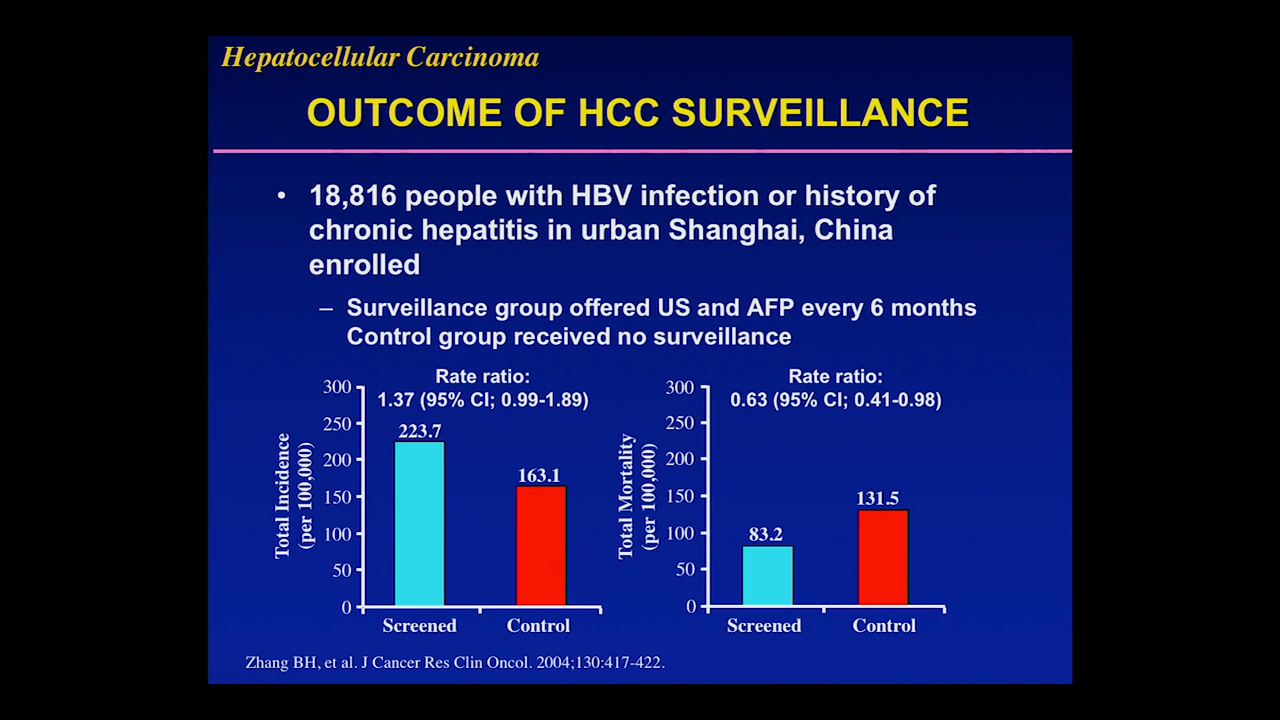 Hepatocellular Carcinoma
OUTCOME OF HCC SURVEILLANCE
• 18,816 people with HBV infection or history of
chronic hepatitis in urban Shanghai, China
enrolled
– Surveillance group offered US and AFP every 6 months
Control group received no surveillance
Rate ratio:
1.37 (95% CI; 0.99-1.89)
Total Incidence
(per 100,000)
300
250
200
150
100
50
0
223.7
163.1
Screened
Control
Rate ratio:
0.63 (95% CI; 0.41-0.98)
Total Mortality
(per 100,000)
300
250
200
150
100
50
0
83.2
131.5
Screened
Control
Zhang BH, et al. J Cancer Res Clin Oncol. 2004;130:417-422.